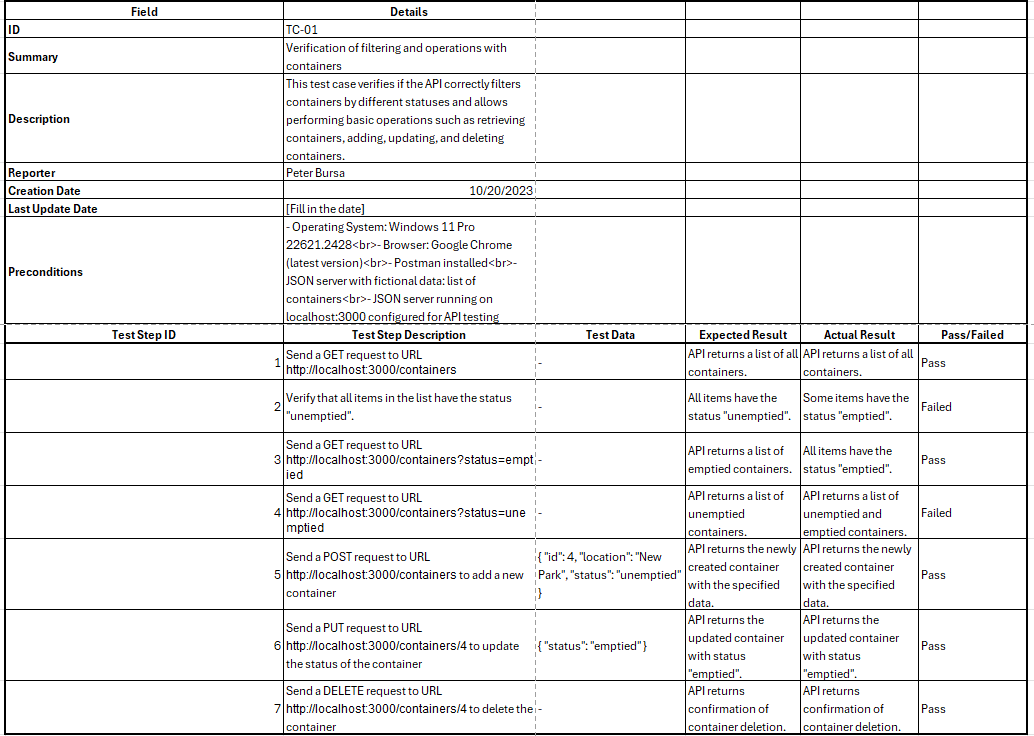 Field Details
ID TC-01
Summary Verification of filtering and operations with
containers
Description This test case verifies if the API correctly filters
containers by different statuses and allows
performing basic operations such as retrieving
containers, adding, updating, and deleting
containers.
Reporter Peter Bursa
Creation Date 10/20/2023
Last Update Date [Fill in the date]
Preconditions - Operating System: Windows 11 Pro
22621.2428<br>- Browser: Google Chrome
(latest version)<br>- Postman installed<br>-
JSON server with fictional data: list of
containers<br>- JSON server running on
localhost:3000 configured for API testing
Test Step ID Test Step Description Test Data Expected Result Actual Result Pass/Failed
1 Send a GET request to URL
http://localhost:3000/containers
-
API returns a list of all
containers.
API returns a list of all
containers.
Pass
2 Verify that all items in the list have the status
"unemptied".
-
All items have the
status "unemptied".
Some items have the
status "emptied".
Failed
3 Send a GET request to URL
http://localhost:3000/containers?status=empt
ied
-
API returns a list of
emptied containers.
All items have the
status "emptied".
Pass
4 Send a GET request to URL
http://localhost:3000/containers?status=une
mptied
-
API returns a list of
unemptied
containers.
API returns a list of
unemptied and
emptied containers.
Failed
5 Send a POST request to URL
http://localhost:3000/containers to add a new
container
{ "id": 4, "location": "New
Park", "status": "unemptied"
}
API returns the newly
created container
with the specified
data.
API returns the newly
created container
with the specified
data.
Pass
6 Send a PUT request to URL
http://localhost:3000/containers/4 to update
the status of the container
{ "status": "emptied" }
API returns the
updated container
with status
"emptied".
API returns the
updated container
with status
"emptied".
Pass
7 Send a DELETE request to URL
http://localhost:3000/containers/4 to delete the
container
-
API returns
confirmation of
container deletion.
API returns
confirmation of
container deletion.
Pass